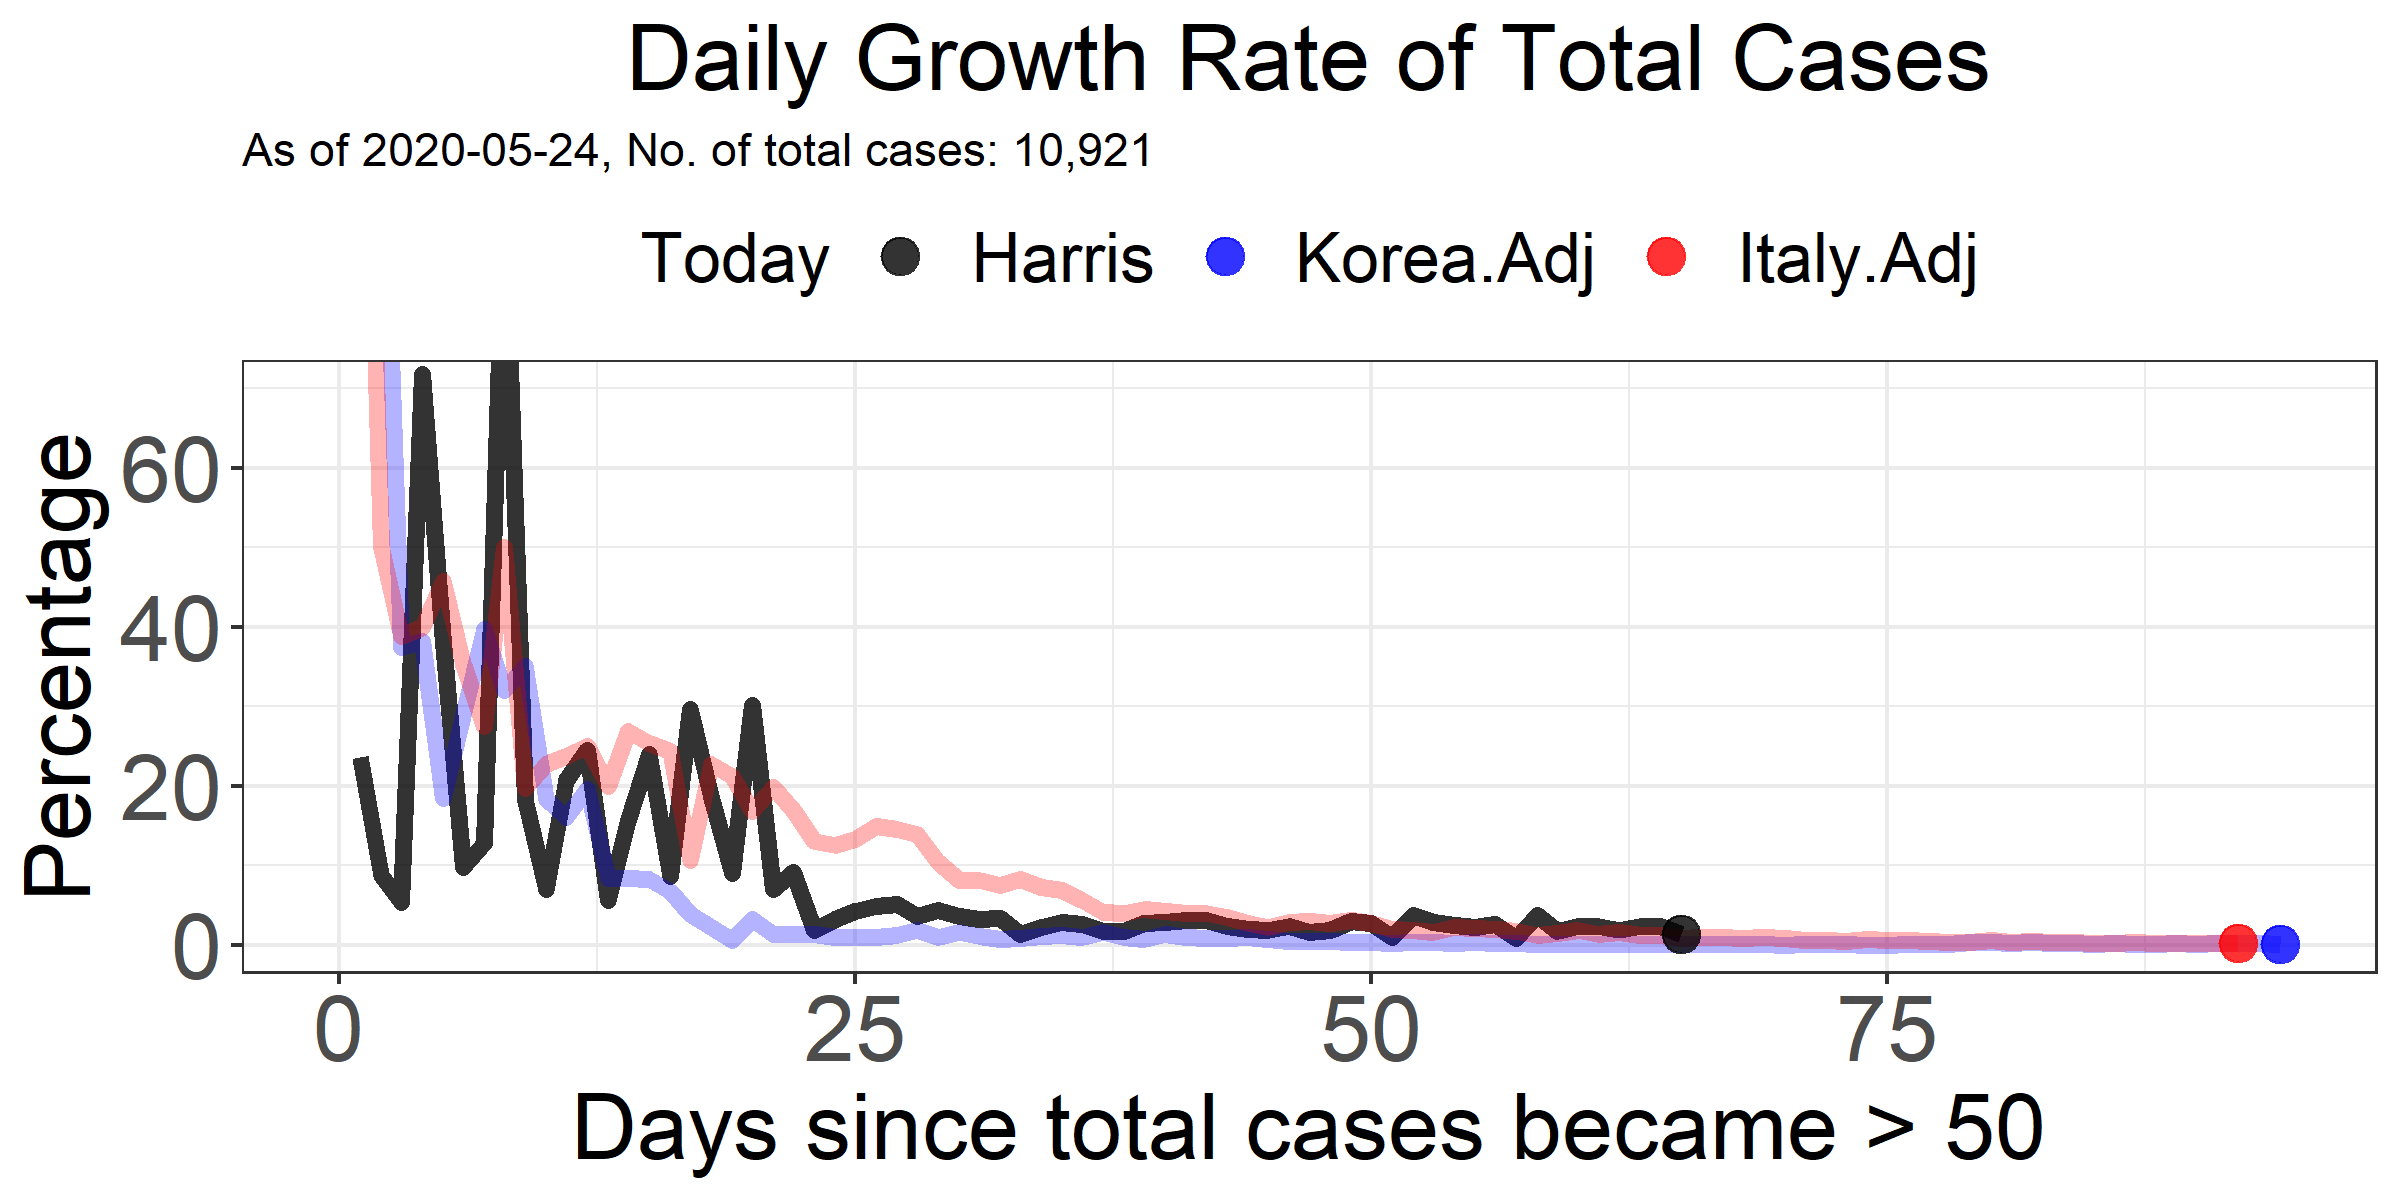 Daily Growth Rate of Total Cases
As of 2020-05-24, No. of total cases: 10,921
Today Harris Korea.Adj Italy.Adj
Percentage
60
40
20
0
0 25 50 75
Days since total cases became > 50